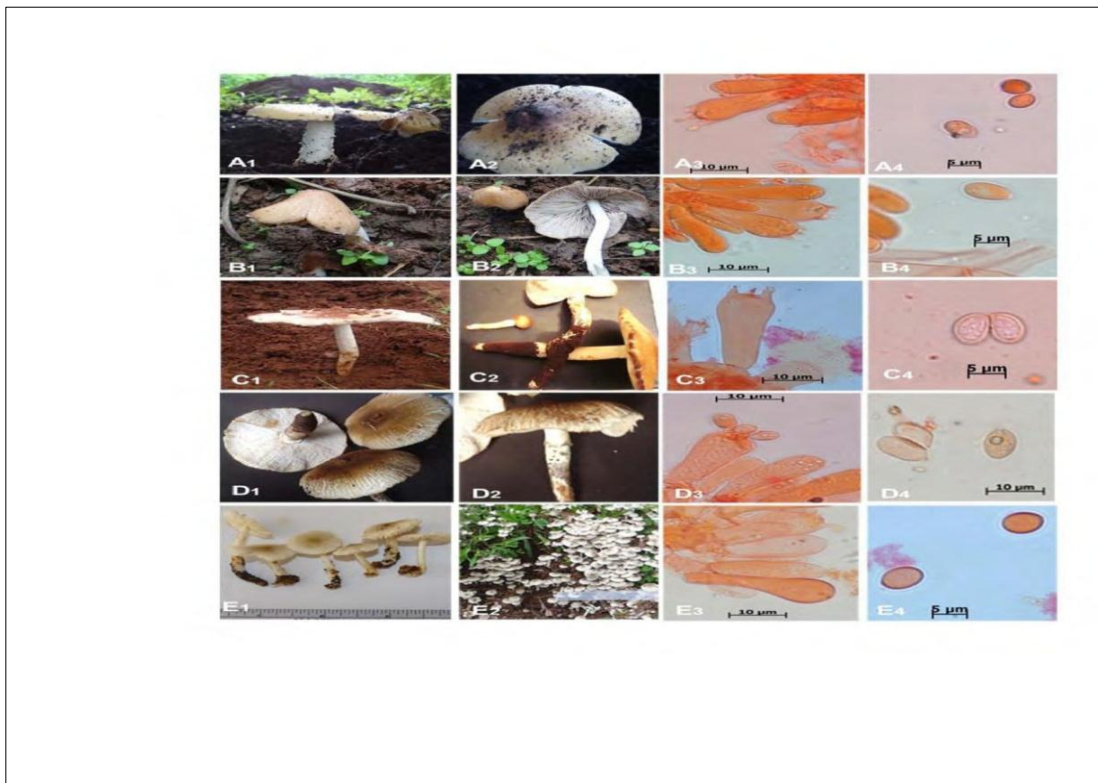 A1 A2 A3 10 µm A4 5 µm
B1 B2 B3 10 µm B4 5 µm
C1 C2 C3 10 µm C4 5 µm
10 µm
D1 D2 D3 D4 10 µm
E1 E2 E3 10 µm E4 5 µm